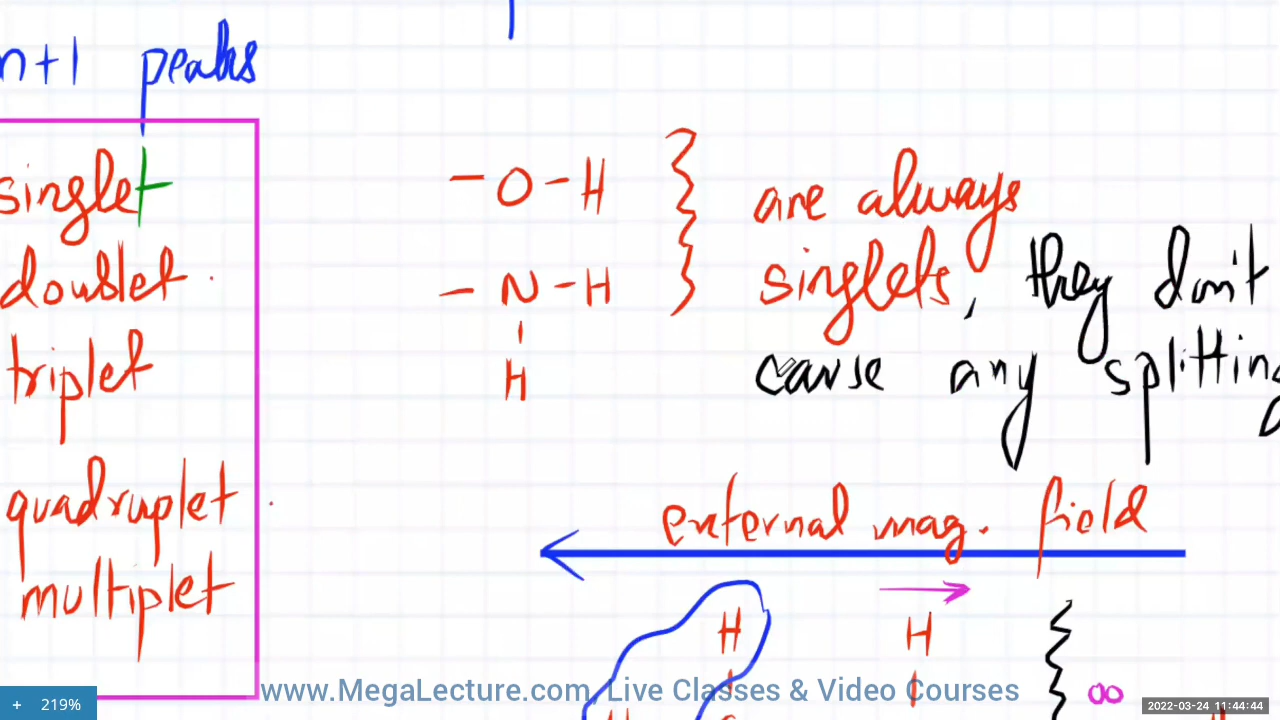 n+1 peaks
singlet
doublet
triplet
quadruplet
multiplet
- O - H
- N - H
H
are always
singlets, they don't
cause any splitting
external mag. field
H
H
www.MegaLecture.com Live Classes & Video Courses
+ 219%
2022-03-24 11:44:44